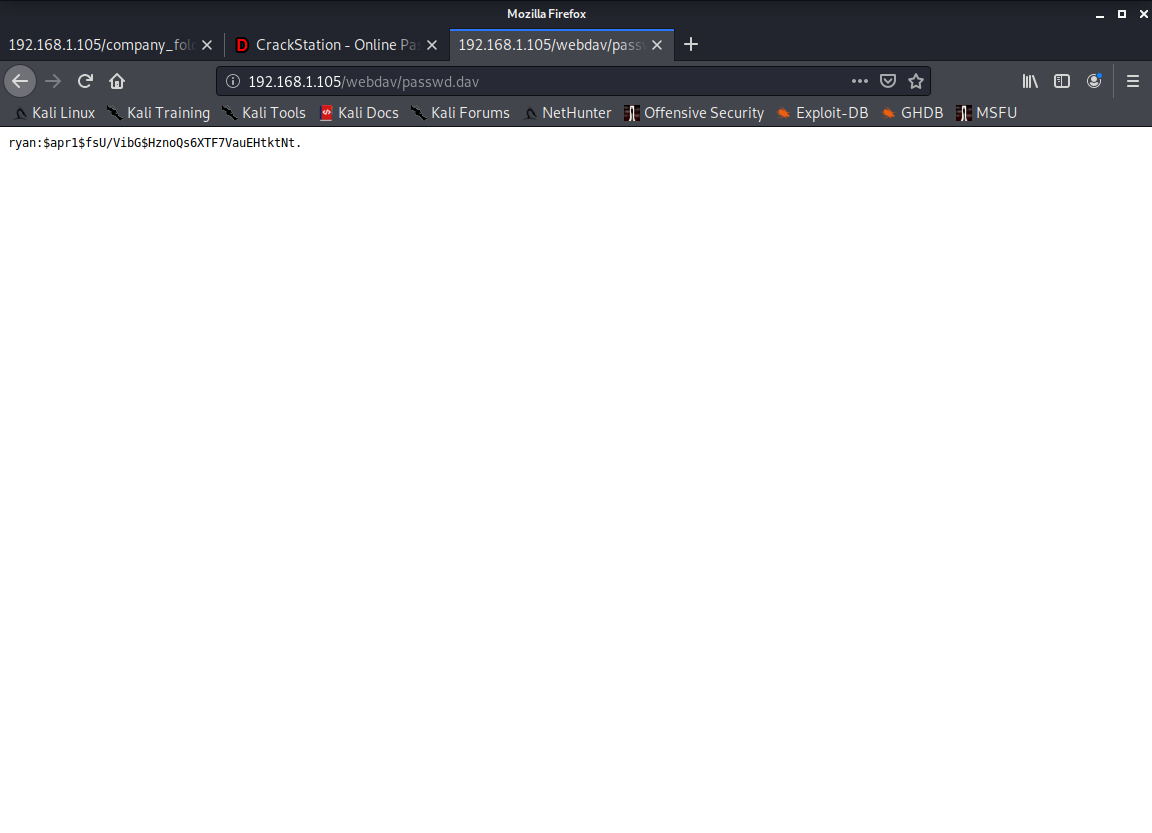 Mozilla Firefox
192.168.1.105/company_fol
CrackStation - Online Pa
192.168.1.105/webdav/pass
192.168.1.105/webdav/passwd.dav
Kali Linux Kali Training Kali Tools Kali Docs Kali Forums NetHunter Offensive Security Exploit-DB GHDB MSFU
ryan:$apr1$fsU/VibG$HznoQs6XTF7VauEHtktNt.